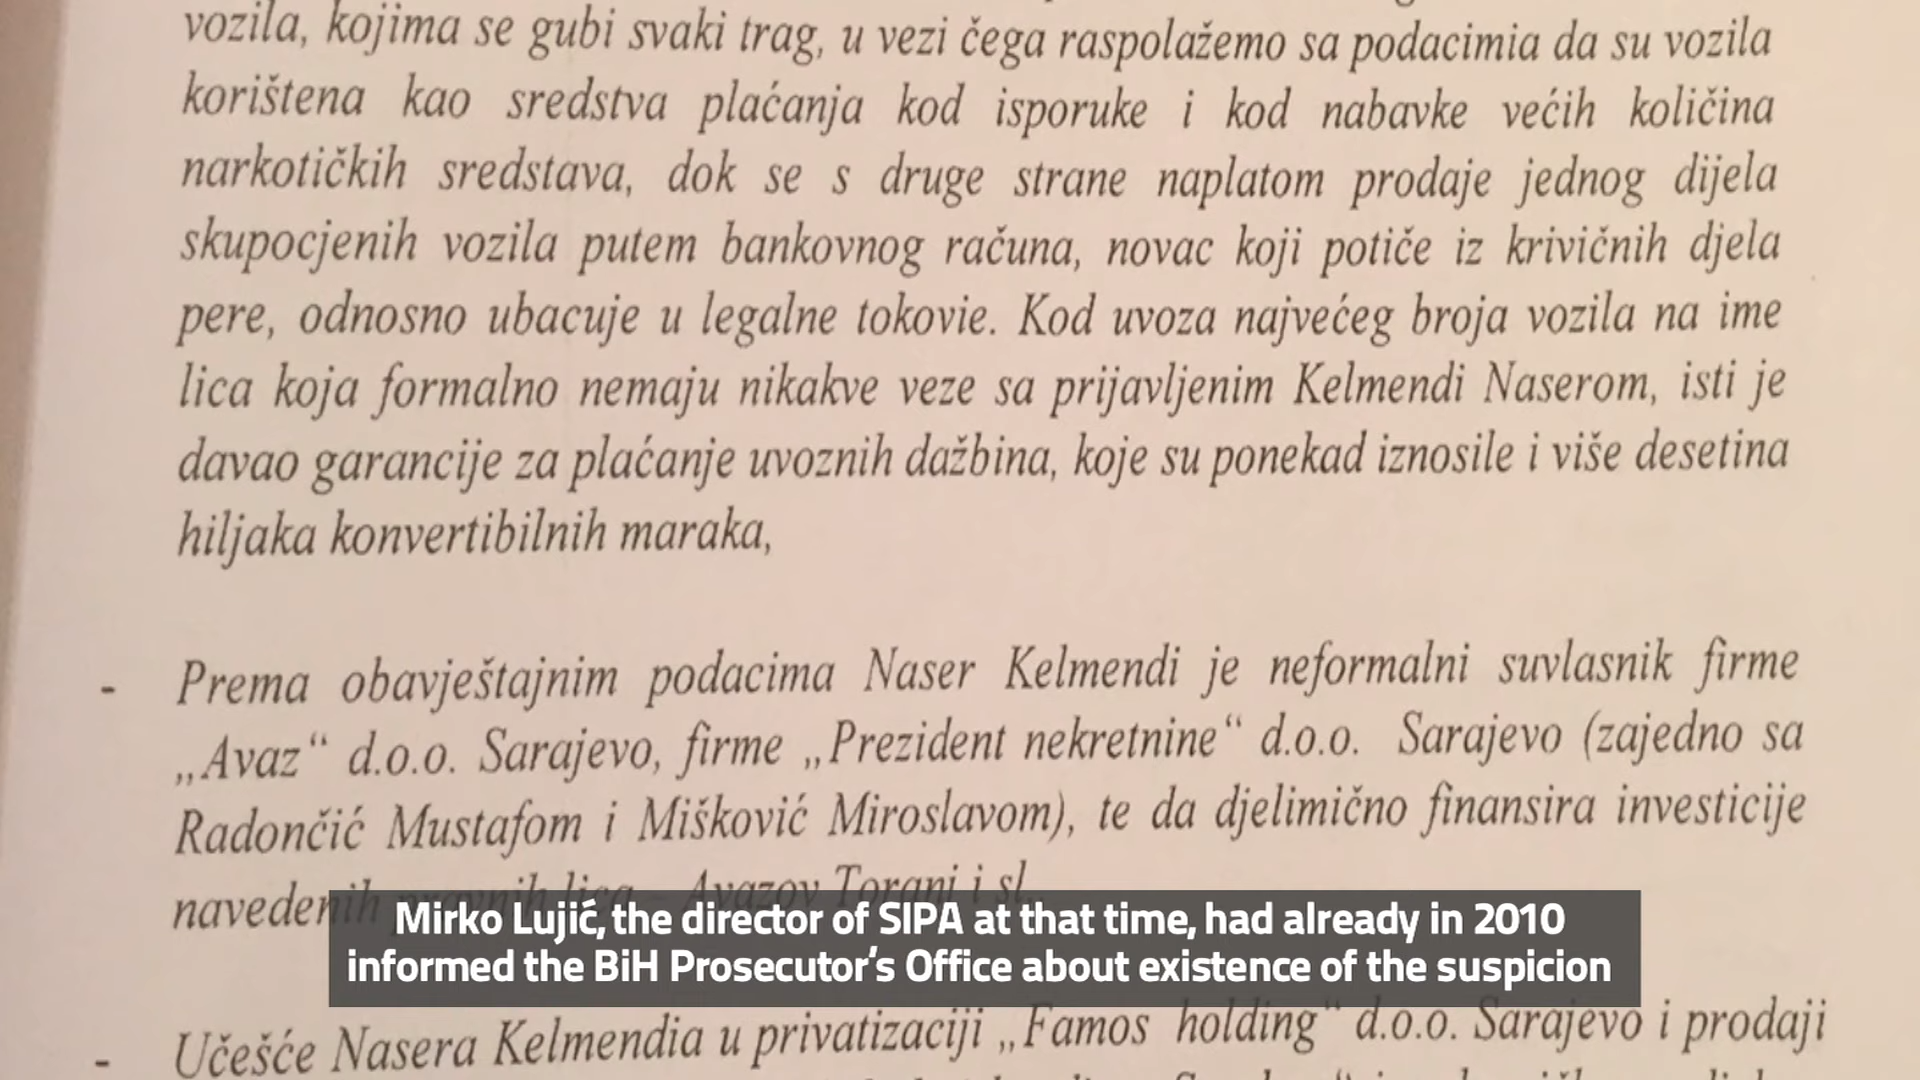 vozila, kojima se gubi svaki trag, u vezi čega raspolažemo sa podacimia da su vozila
korištena kao sredstva plaćanja kod isporuke i kod nabavke većih količina
narkotičkih sredstava, dok se s druge strane naplatom prodaje jednog dijela
skupocjenih vozila putem bankovnog računa, novac koji potiče iz krivičnih djela
pere, odnosno ubacuje u legalne tokovie. Kod uvoza najvećeg broja vozila na ime
lica koja formalno nemaju nikakve veze sa prijavljenim Kelmendi Naserom, isti je
davao garancije za plaćanje uvoznih dažbina, koje su ponekad iznosile i više desetina
hiljaka konvertibilnih maraka,
- Prema obavještajnim podacima Naser Kelmendi je neformalni suvlasnik firme
„Avaz“ d.o.o. Sarajevo, firme „Prezident nekretnine“ d.o.o. Sarajevo (zajedno sa
Radončić Mustafom i Mišković Miroslavom), te da djelimično finansira investicije
navedenih pravnih lica - Avazov Toranj i sl.
Mirko Lujić, the director of SIPA at that time, had already in 2010
informed the BiH Prosecutor's Office about existence of the suspicion
- Učešće Nasera Kelmendia u privatizaciji „Famos holding“ d.o.o. Sarajevo i prodaji